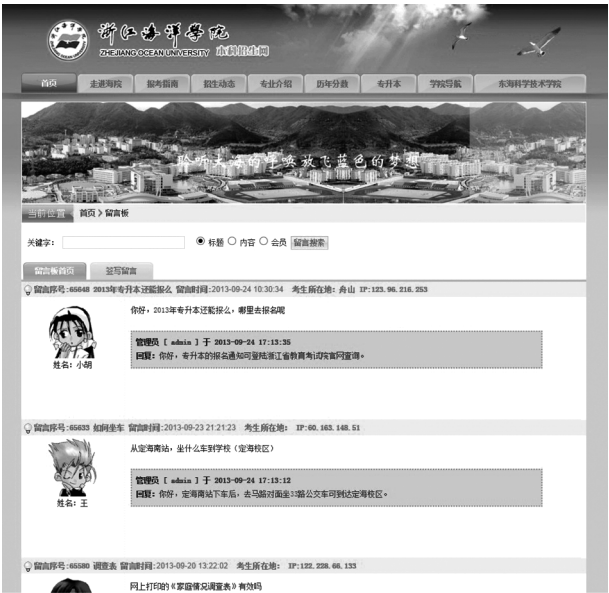 浙江海洋学院
ZHEJIANG OCEAN UNIVERSITY 本科招生网
首页 走进海院 报考指南 招生动态 专业介绍 历年分数 专升本 学院导航 东海科学技术学院
聆听大海的呼唤放飞蓝色的梦想
当前位置 首页 > 留言板
关键字： 标题 内容 会员 留言搜索
留言板首页 签写留言
留言序号:65648 2013年专升本还能报么 留言时间:2013-09-24 10:30:34 考生所在地: 舟山 IP:123.96.216.253
你好，2013年专升本还能报么，哪里去报名呢
管理员 [ admin ] 于 2013-09-24 17:13:35
回复: 你好，专升本的报名通知可登陆浙江省教育考试院官网查询。
姓名: 小胡
留言序号:65633 如何坐车 留言时间:2013-09-23 21:21:23 考生所在地: IP:60.163.148.51
从定海南站，坐什么车到学校（定海校区）
管理员 [ admin ] 于 2013-09-24 17:13:12
回复: 你好，定海南站下车后，去马路对面坐33路公交车可到达定海校区。
姓名: 王
留言序号:65580 调查表 留言时间:2013-09-20 13:22:02 考生所在地: IP:122.228.66.133
网上打印的《家庭情况调查表》有效吗